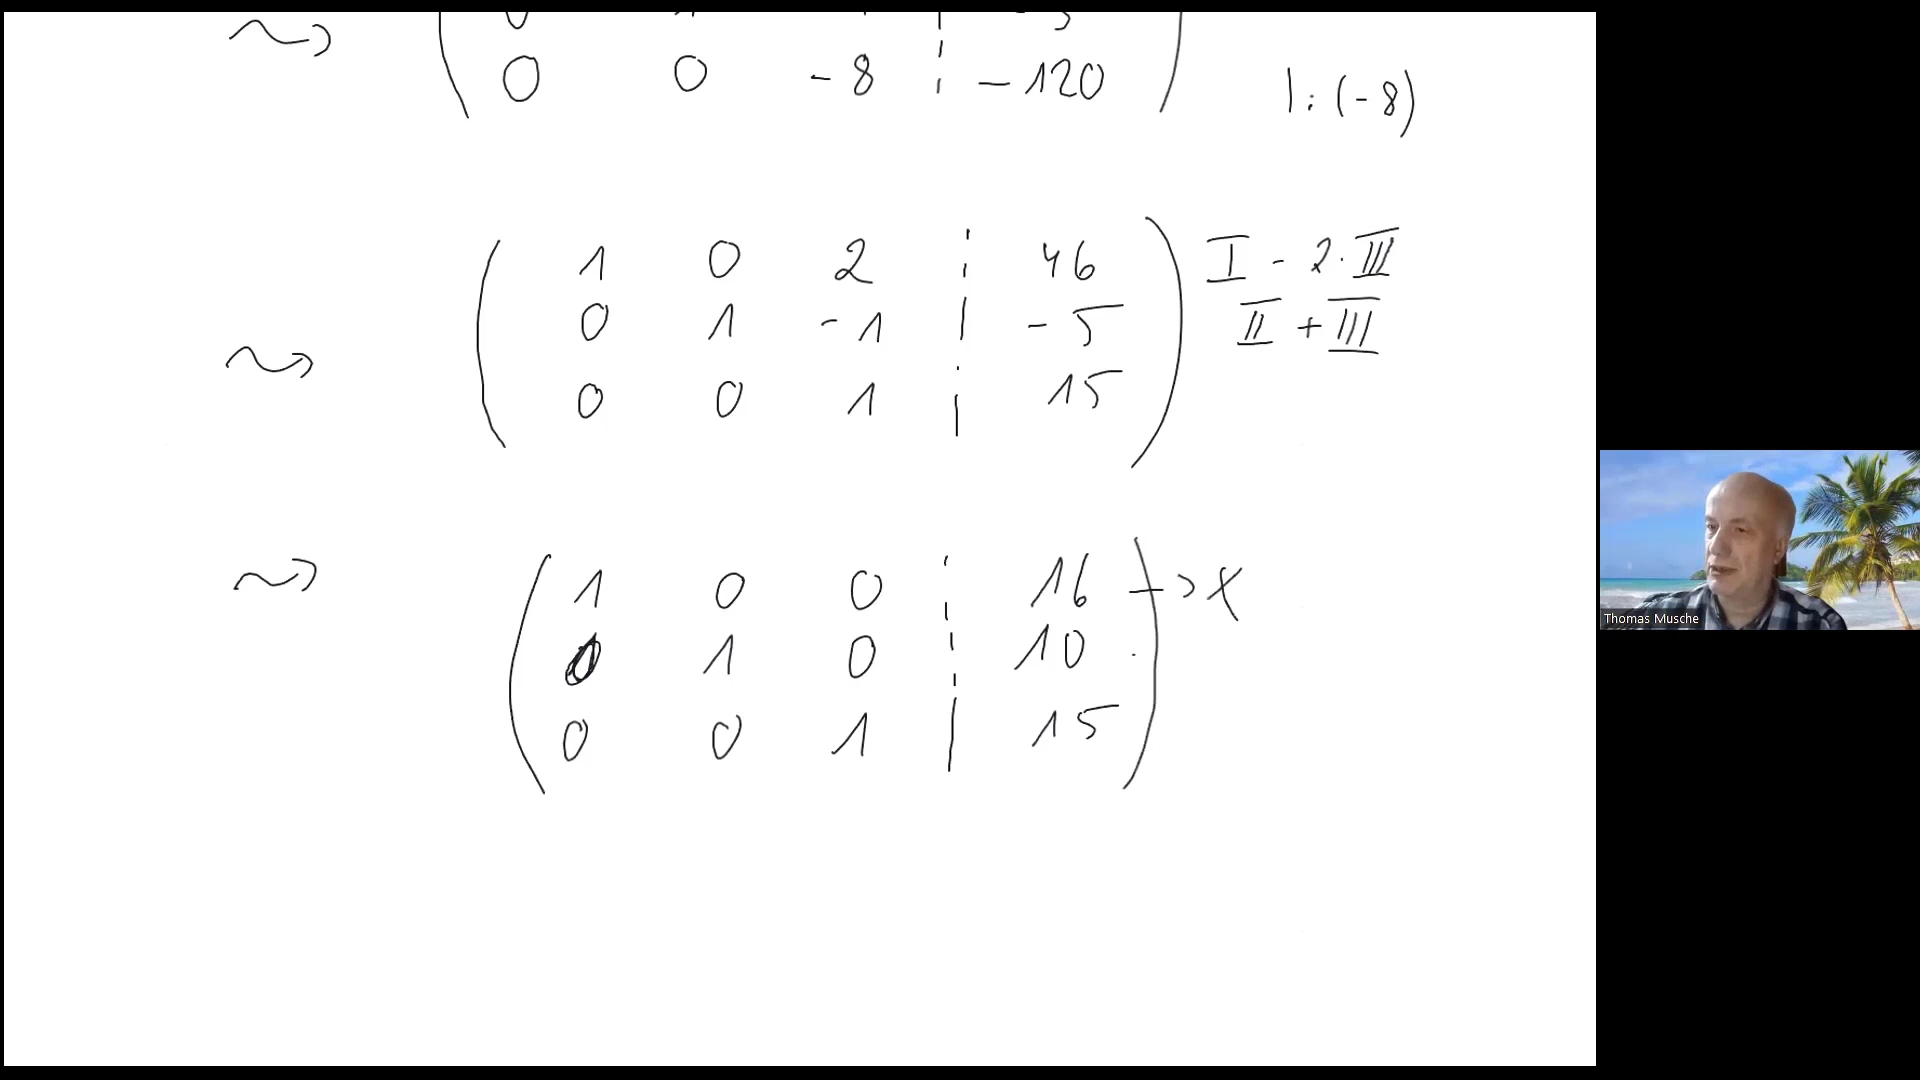 0 0 -8 ¦ -120 |:(-8)
⇝ ( 1 0 2 ¦ 46 ) I - 2·III
0 1 -1 | -5 II + III
0 0 1 ¦ 15
⇝ ( 1 0 0 ¦ 16 ) -> x
0 1 0 ¦ 10
0 0 1 | 15
Thomas Musche